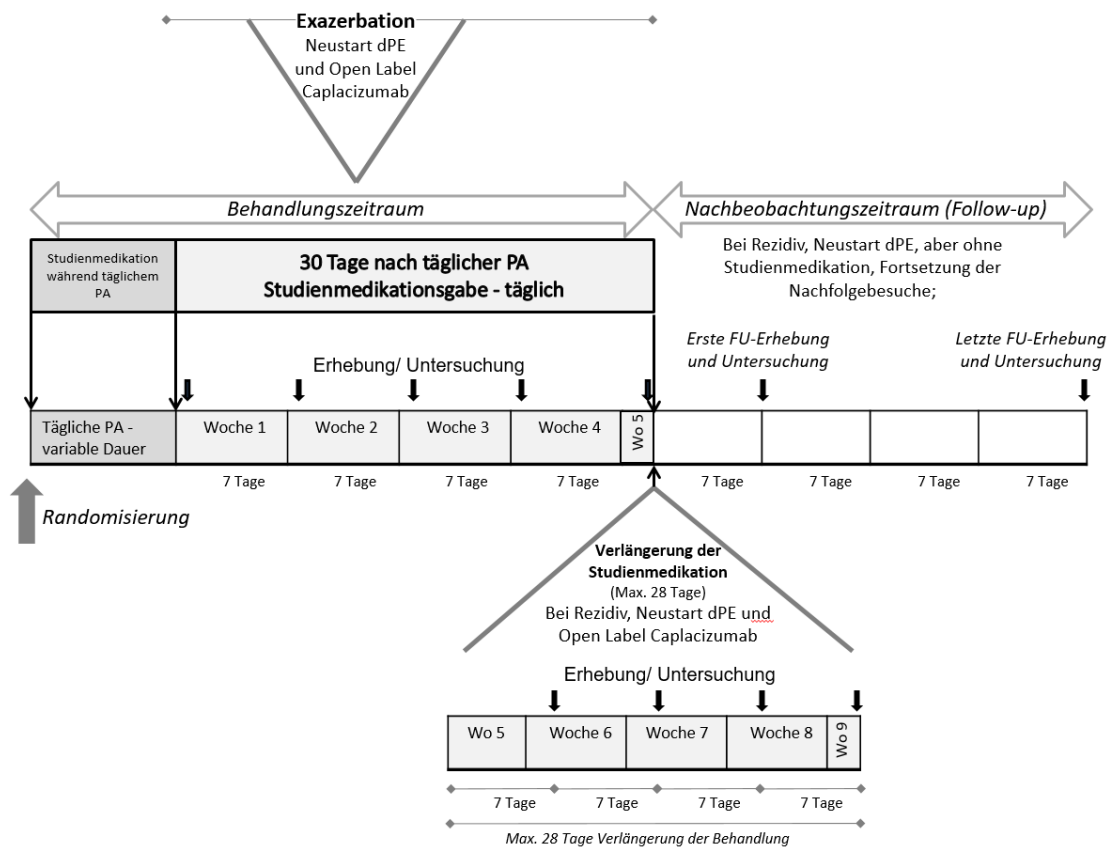 Exazerbation
Neustart dPE
und Open Label
Caplacizumab
Behandlungszeitraum
Nachbeobachtungszeitraum (Follow-up)
Studienmedikation
während täglichem
PA
30 Tage nach täglicher PA
Studienmedikationsgabe - täglich
Bei Rezidiv, Neustart dPE, aber ohne
Studienmedikation, Fortsetzung der
Nachfolgebesuche;
Erhebung/ Untersuchung
Erste FU-Erhebung
und Untersuchung
Letzte FU-Erhebung
und Untersuchung
Tägliche PA -
variable Dauer
Woche 1
Woche 2
Woche 3
Woche 4
Wo 5
7 Tage
7 Tage
7 Tage
7 Tage
7 Tage
7 Tage
7 Tage
7 Tage
Randomisierung
Verlängerung der
Studienmedikation
(Max. 28 Tage)
Bei Rezidiv, Neustart dPE und
Open Label Caplacizumab
Erhebung/ Untersuchung
Wo 5
Woche 6
Woche 7
Woche 8
Wo 9
7 Tage
7 Tage
7 Tage
7 Tage
Max. 28 Tage Verlängerung der Behandlung